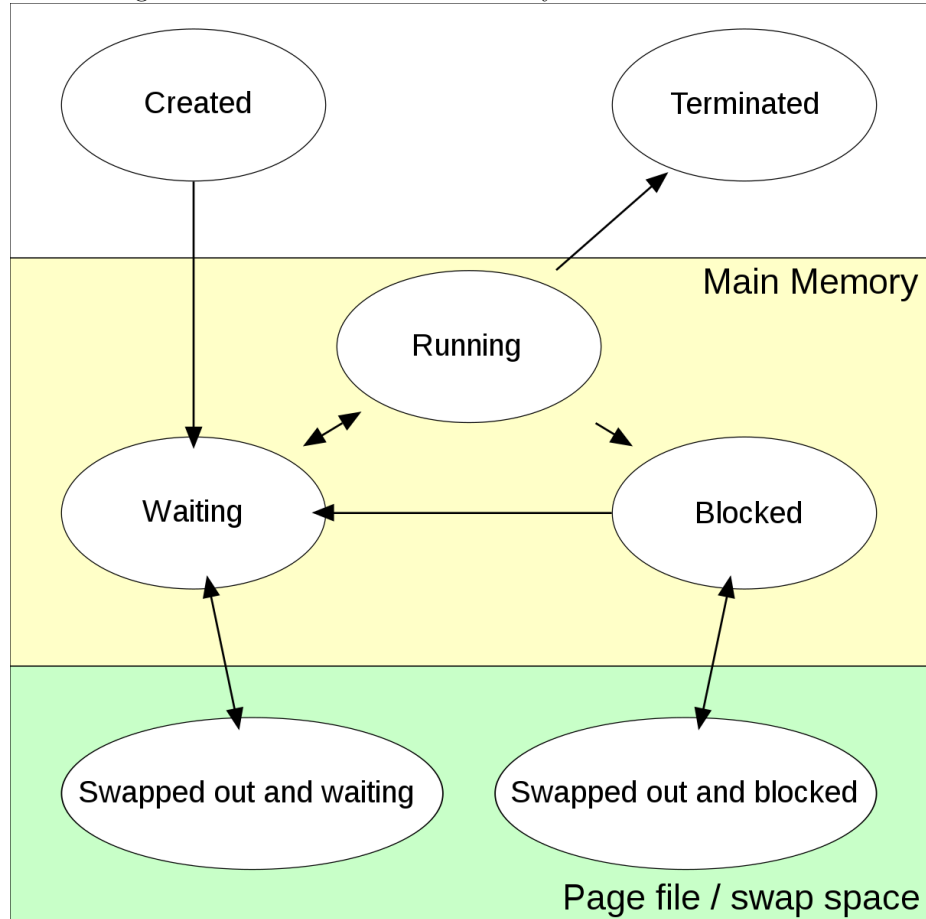 Created
Terminated
Main Memory
Running
Waiting
Blocked
Swapped out and waiting
Swapped out and blocked
Page file / swap space